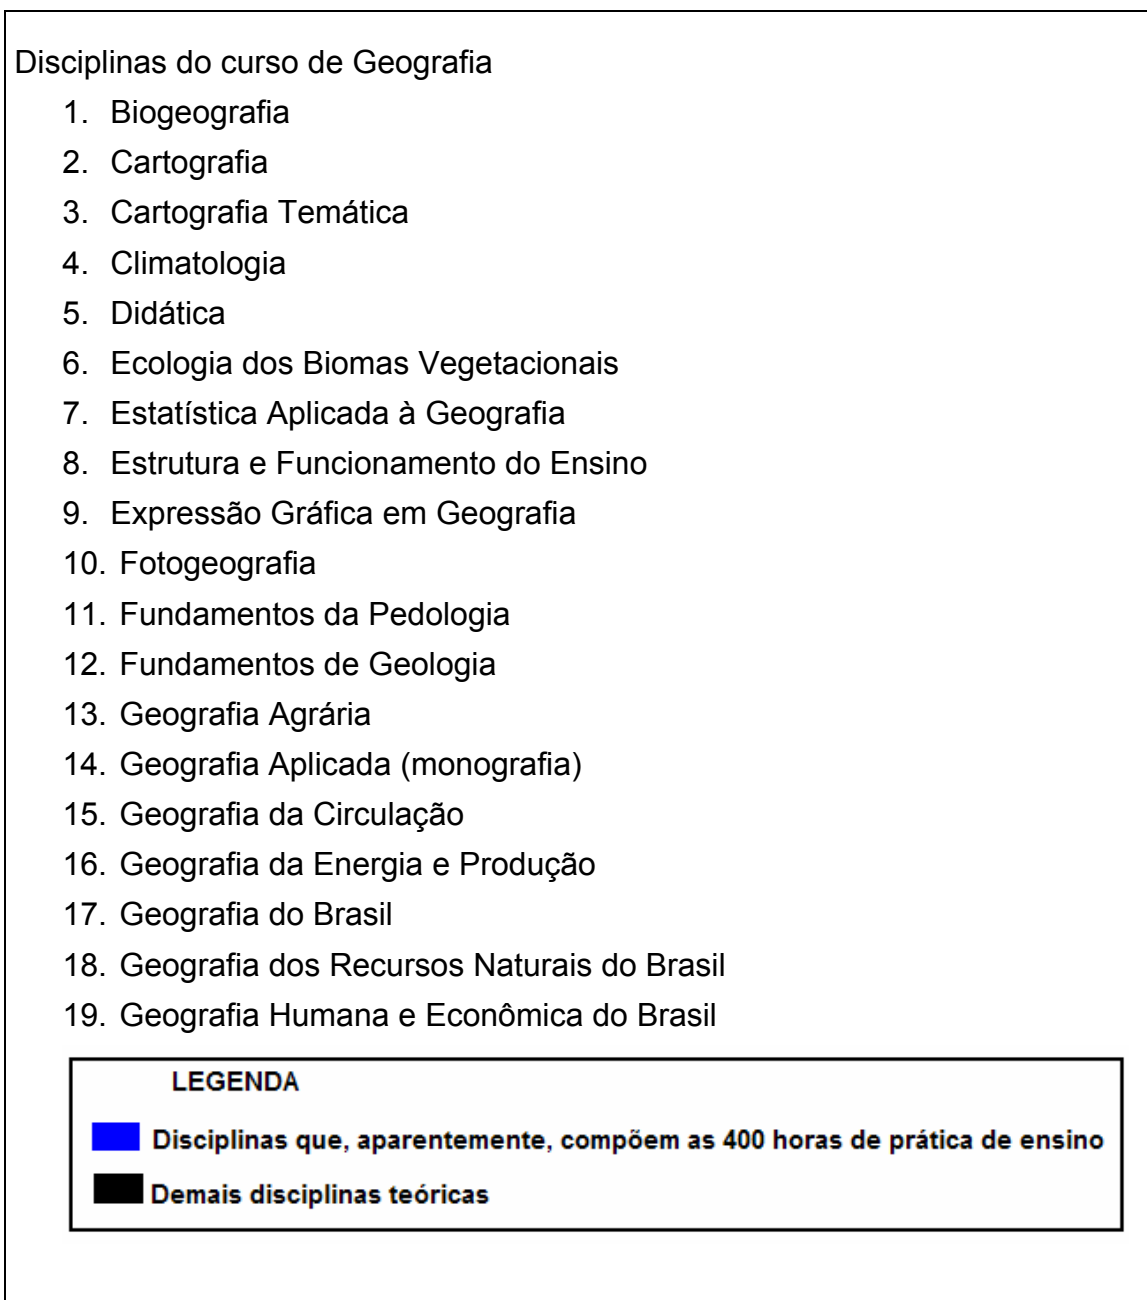 Disciplinas do curso de Geografia
1. Biogeografia
2. Cartografia
3. Cartografia Temática
4. Climatologia
5. Didática
6. Ecologia dos Biomas Vegetacionais
7. Estatística Aplicada à Geografia
8. Estrutura e Funcionamento do Ensino
9. Expressão Gráfica em Geografia
10. Fotogeografia
11. Fundamentos da Pedologia
12. Fundamentos de Geologia
13. Geografia Agrária
14. Geografia Aplicada (monografia)
15. Geografia da Circulação
16. Geografia da Energia e Produção
17. Geografia do Brasil
18. Geografia dos Recursos Naturais do Brasil
19. Geografia Humana e Econômica do Brasil
LEGENDA
Disciplinas que, aparentemente, compõem as 400 horas de prática de ensino
Demais disciplinas teóricas